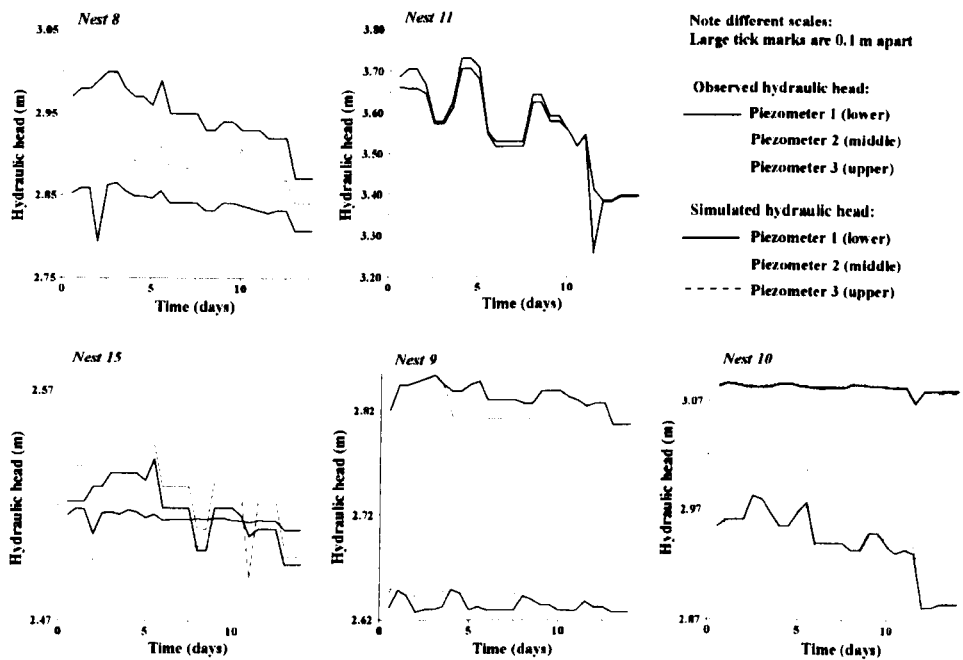 Nest 8
3.05
2.95
2.85
2.75
Hydraulic head (m)
0
5
10
Time (days)
Nest 11
3.80
3.70
3.60
3.50
3.40
3.30
3.20
Hydraulic head (m)
0
5
10
Time (days)
Note different scales:
Large tick marks are 0.1 m apart
Observed hydraulic head:
Piezometer 1 (lower)
Piezometer 2 (middle)
Piezometer 3 (upper)
Simulated hydraulic head:
Piezometer 1 (lower)
Piezometer 2 (middle)
Piezometer 3 (upper)
Nest 15
2.57
2.47
Hydraulic head (m)
0
5
10
Time (days)
Nest 9
2.82
2.72
2.62
Hydraulic head (m)
0
5
10
Time (days)
Nest 10
3.07
2.97
2.87
Hydraulic head (m)
0
5
10
Time (days)